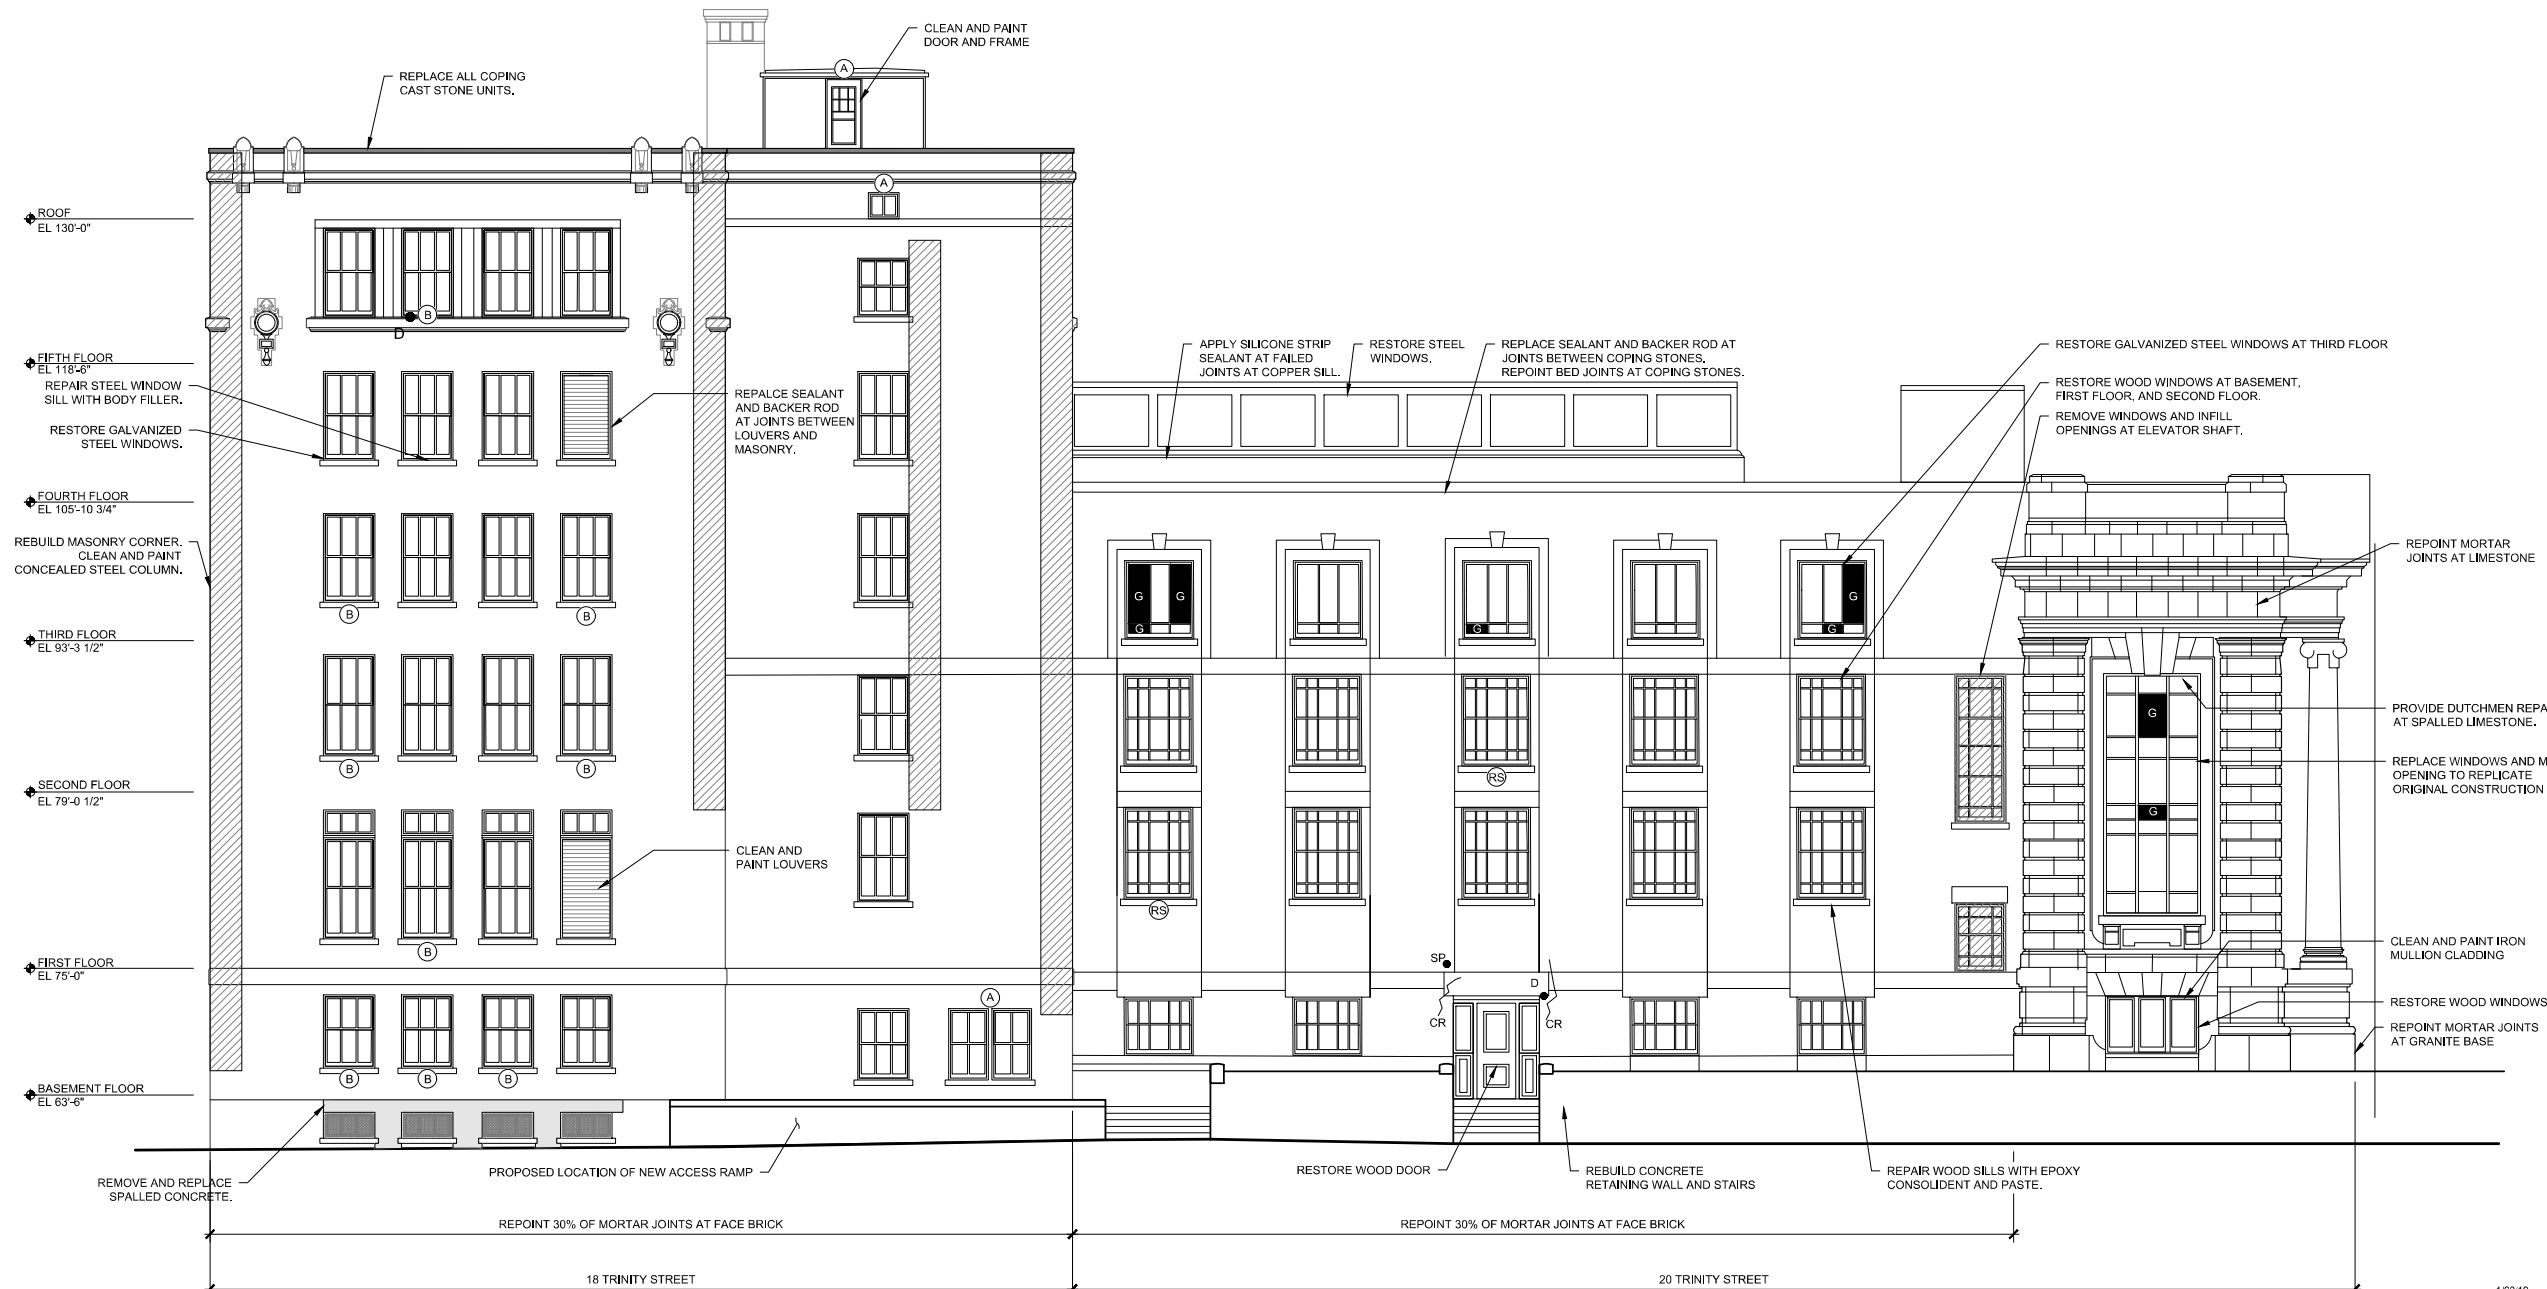 CLEAN AND PAINT
DOOR AND FRAME
A
REPLACE ALL COPING
CAST STONE UNITS.
A
ROOF
EL 130'-0"
B
D
FIFTH FLOOR
EL 118'-6"
REPAIR STEEL WINDOW
SILL WITH BODY FILLER.
RESTORE GALVANIZED
STEEL WINDOWS.
REPALCE SEALANT
AND BACKER ROD
AT JOINTS BETWEEN
LOUVERS AND
MASONRY.
APPLY SILICONE STRIP
SEALANT AT FAILED
JOINTS AT COPPER SILL.
RESTORE STEEL
WINDOWS.
REPLACE SEALANT AND BACKER ROD AT
JOINTS BETWEEN COPING STONES.
REPOINT BED JOINTS AT COPING STONES.
RESTORE GALVANIZED STEEL WINDOWS AT THIRD FLOOR
RESTORE WOOD WINDOWS AT BASEMENT,
FIRST FLOOR, AND SECOND FLOOR.
REMOVE WINDOWS AND INFILL
OPENINGS AT ELEVATOR SHAFT.
FOURTH FLOOR
EL 105'-10 3/4"
REBUILD MASONRY CORNER.
CLEAN AND PAINT
CONCEALED STEEL COLUMN.
REPOINT MORTAR
JOINTS AT LIMESTONE
G G G
B B
G G G
THIRD FLOOR
EL 93'-3 1/2"
PROVIDE DUTCHMEN REPA
AT SPALLED LIMESTONE.
G
REPLACE WINDOWS AND M
OPENING TO REPLICATE
ORIGINAL CONSTRUCTION
B B
RS
SECOND FLOOR
EL 79'-0 1/2"
G
CLEAN AND
PAINT LOUVERS
RS
B
CLEAN AND PAINT IRON
MULLION CLADDING
SP
FIRST FLOOR
EL 75'-0"
D
A
CR CR
RESTORE WOOD WINDOWS
REPOINT MORTAR JOINTS
AT GRANITE BASE
B B B
BASEMENT FLOOR
EL 63'-6"
REMOVE AND REPLACE
SPALLED CONCRETE.
PROPOSED LOCATION OF NEW ACCESS RAMP
RESTORE WOOD DOOR
REBUILD CONCRETE
RETAINING WALL AND STAIRS
REPAIR WOOD SILLS WITH EPOXY
CONSOLIDENT AND PASTE.
REPOINT 30% OF MORTAR JOINTS AT FACE BRICK
REPOINT 30% OF MORTAR JOINTS AT FACE BRICK
18 TRINITY STREET
20 TRINITY STREET